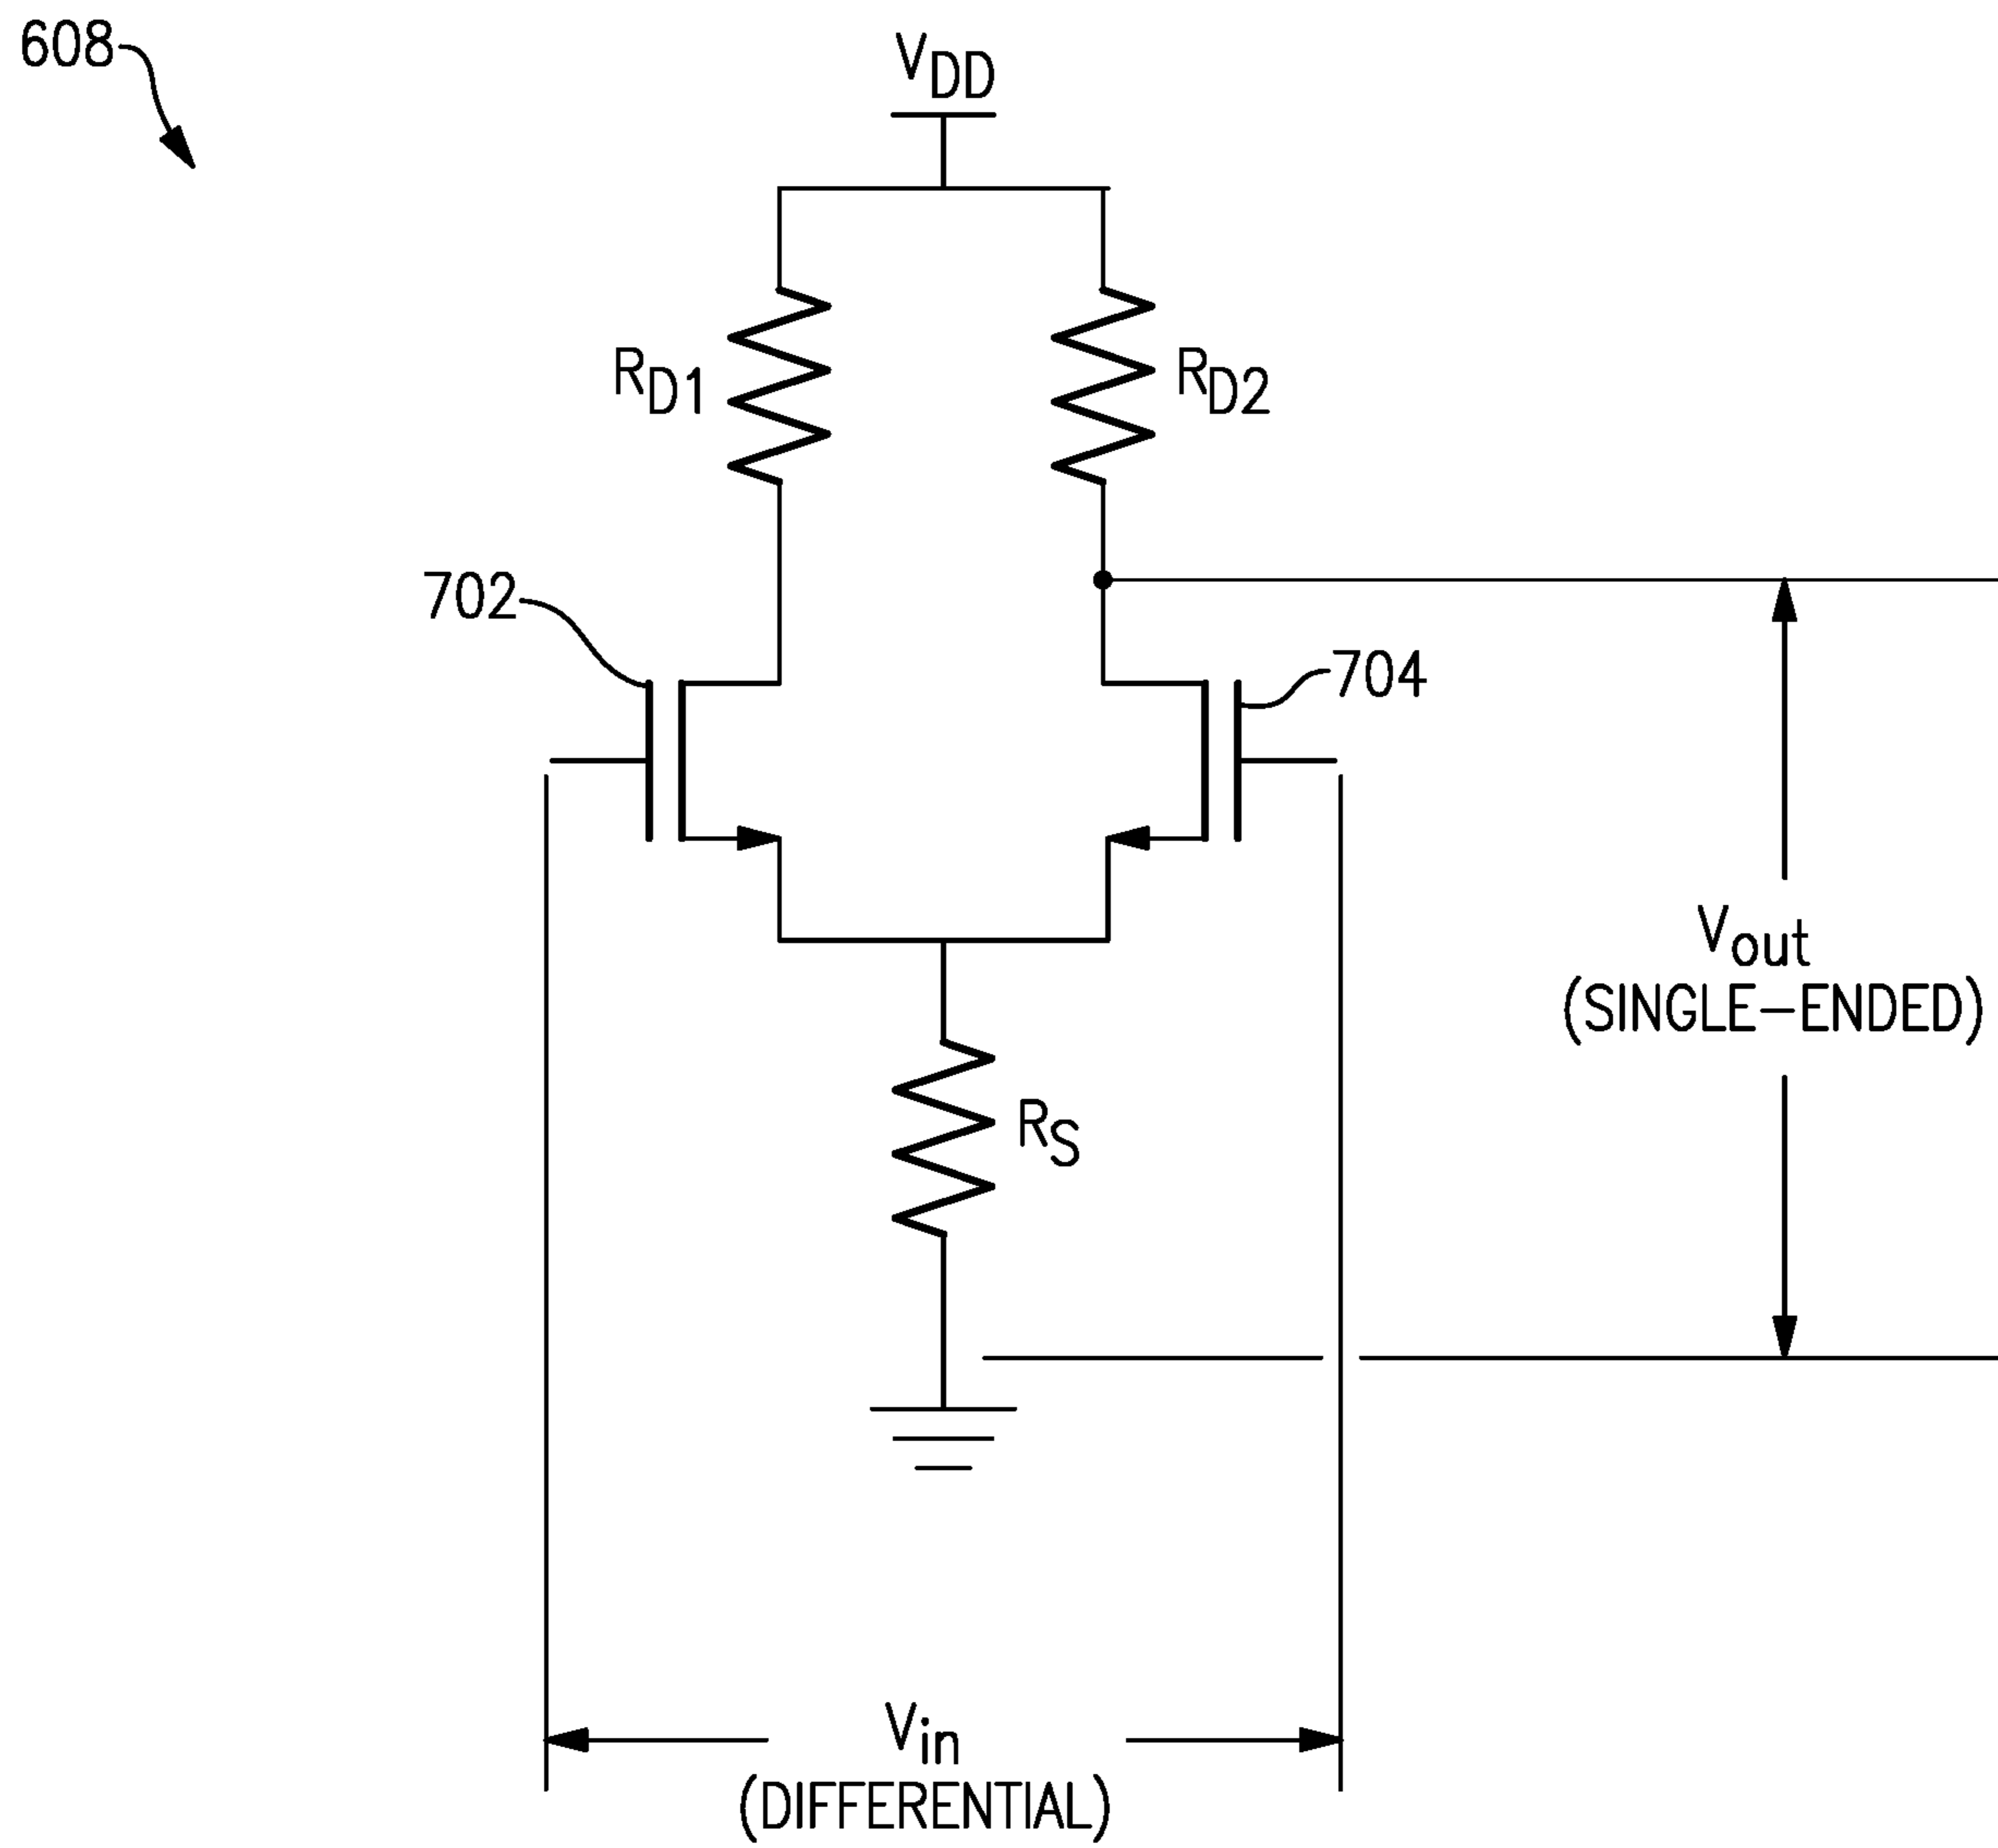 608
VDD
RD1
RD2
702
704
Vout
(SINGLE-ENDED)
RS
Vin
(DIFFERENTIAL)